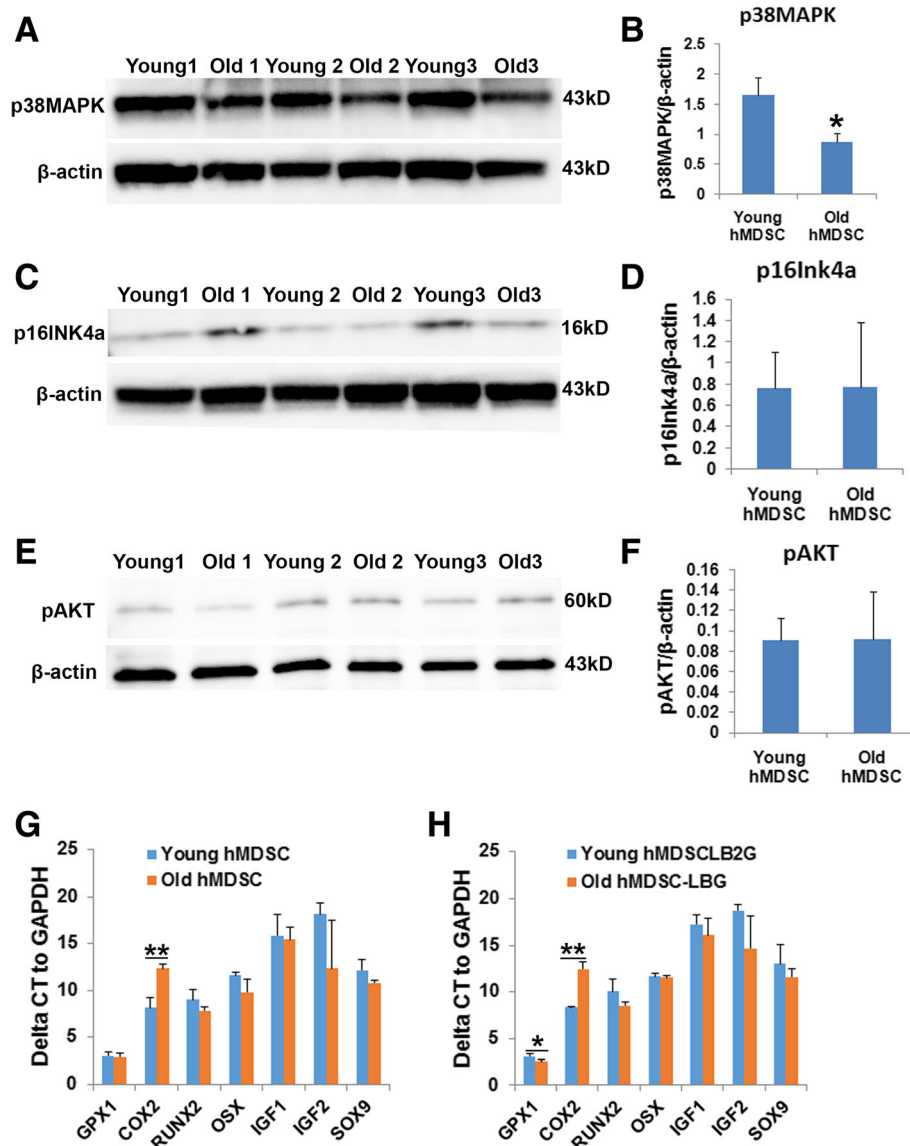 A
Young1 Old 1 Young 2 Old 2 Young3 Old3
p38MAPK 43kD
β-actin 43kD
B
p38MAPK
p38MAPK/β-actin
2
1.5
1
0.5
0
*
Young hMDSC
Old hMDSC
C
Young1 Old 1 Young 2 Old 2 Young3 Old3
p16INK4a 16kD
β-actin 43kD
D
p16Ink4a
p16Ink4a/β-actin
1.6
1.4
1.2
1
0.8
0.6
0.4
0.2
0
Young hMDSC
Old hMDSC
E
Young1 Old 1 Young 2 Old 2 Young3 Old3
pAKT 60kD
β-actin 43kD
F
pAKT
pAKT/β-actin
0.16
0.14
0.12
0.1
0.08
0.06
0.04
0.02
0
Young hMDSC
Old hMDSC
G
Delta CT to GAPDH
25
20
15
10
5
0
Young hMDSC
Old hMDSC
**
GPX1 COX2 RUNX2 OSX IGF1 IGF2 SOX9
H
Delta CT to GAPDH
25
20
15
10
5
0
Young hMDSCLB2G
Old hMDSC-LBG
**
*
GPX1 COX2 RUNX2 OSX IGF1 IGF2 SOX9